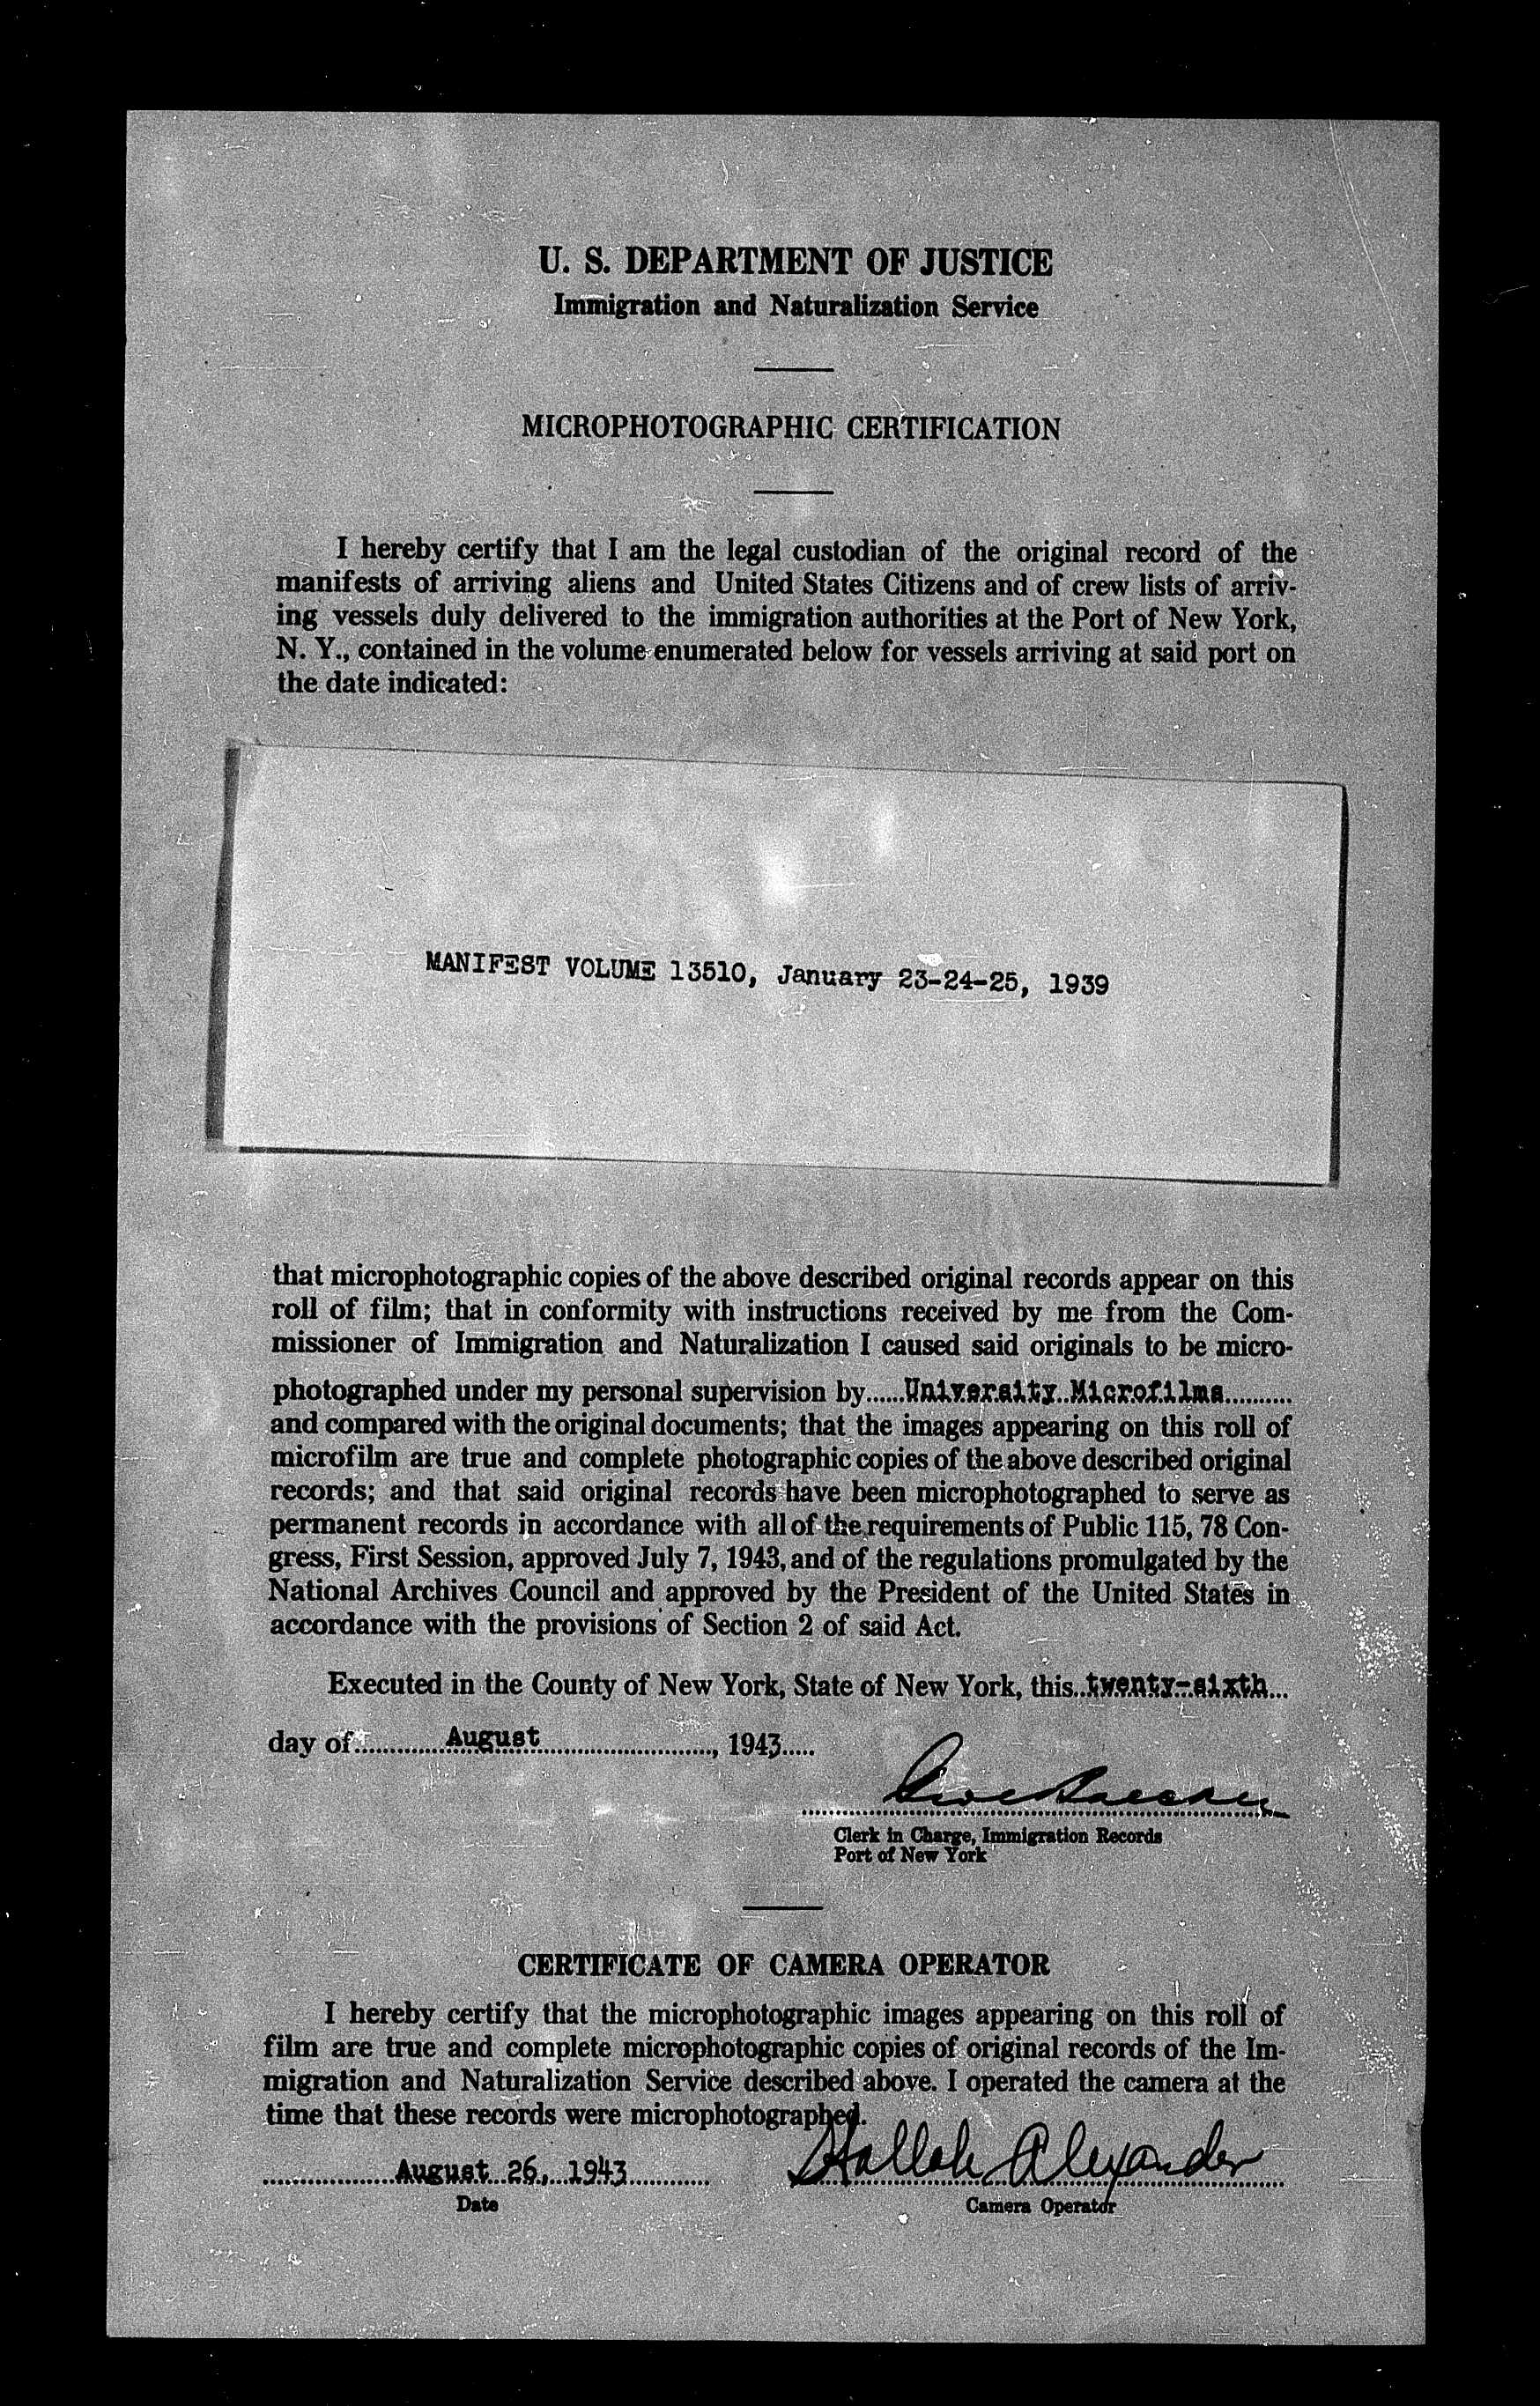 U. S. DEPARTMENT OF JUSTICE
Immigration and Naturalization Service
MICROPHOTOGRAPHIC CERTIFICATION
I hereby certify that I am the legal custodian of the original record of the
manifests of arriving aliens and United States Citizens and of crew lists of arriv-
ing vessels duly delivered to the immigration authorities at the Port of New York,
N. Y., contained in the volume enumerated below for vessels arriving at said port on
the date indicated:
MANIFEST VOLUME 13510, January 23-24-25, 1939
that microphotographic copies of the above described original records appear on this
roll of film; that in conformity with instructions received by me from the Com-
missioner of Immigration and Naturalization I caused said originals to be micro-
photographed under my personal supervision by......University Microfilms..........
and compared with the original documents; that the images appearing on this roll of
microfilm are true and complete photographic copies of the above described original
records; and that said original records have been microphotographed to serve as
permanent records in accordance with all of the requirements of Public 115, 78 Con-
gress, First Session, approved July 7, 1943, and of the regulations promulgated by the
National Archives Council and approved by the President of the United States in
accordance with the provisions of Section 2 of said Act.
Executed in the County of New York, State of New York, this..twenty-sixth...
day of..............August............................, 1943.....
Clerk in Charge, Immigration Records
Port of New York
CERTIFICATE OF CAMERA OPERATOR
I hereby certify that the microphotographic images appearing on this roll of
film are true and complete microphotographic copies of original records of the Im-
migration and Naturalization Service described above. I operated the camera at the
time that these records were microphotographed.
Alexander
....................August 26, 1943.............
Date
Camera Operator